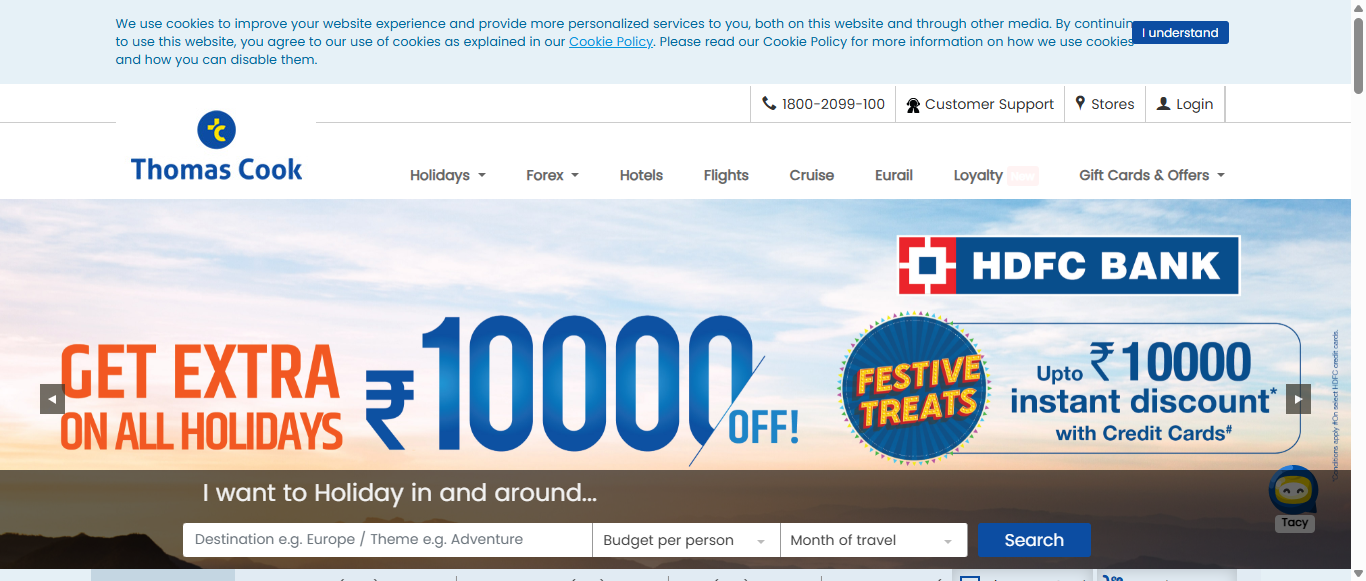 We use cookies to improve your website experience and provide more personalized services to you, both on this website and through other media. By continuin
to use this website, you agree to our use of cookies as explained in our Cookie Policy. Please read our Cookie Policy for more information on how we use cookies
and how you can disable them.
I understand
1800-2099-100 Customer Support Stores Login
Thomas Cook
Holidays Forex Hotels Flights Cruise Eurail Loyalty New Gift Cards & Offers
HDFC BANK
GET EXTRA
ON ALL HOLIDAYS
₹10000
OFF!
FESTIVE
TREATS
Upto ₹10000
instant discount*
with Credit Cards#
*Conditions apply #On select HDFC credit cards.
I want to Holiday in and around...
Destination e.g. Europe / Theme e.g. Adventure Budget per person Month of travel Search
Tacy